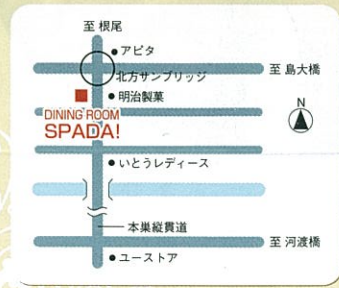 至 根尾
アピタ
至 島大橋
北方サンブリッジ
明治製菓
N
DINING ROOM
SPADA!
いとうレディース
本巣縦貫道
至 河渡橋
ユーストア